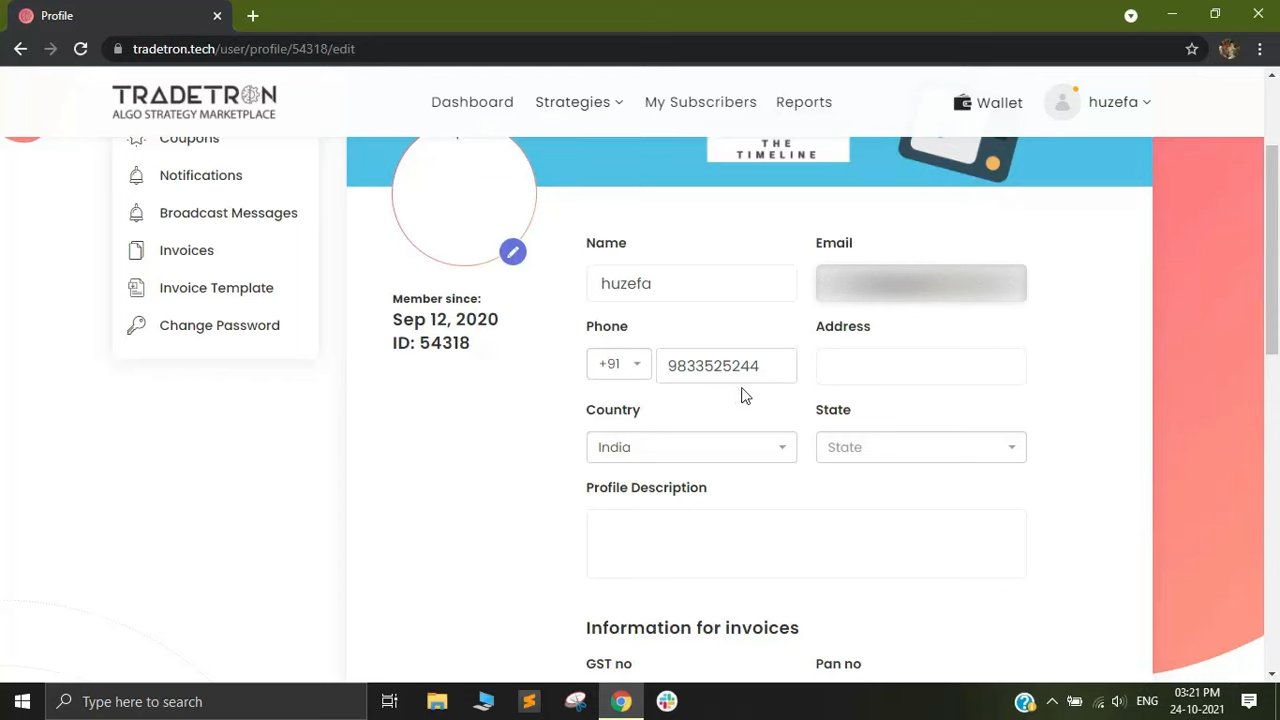 Profile
tradetron.tech/user/profile/54318/edit
TRADETRON
ALGO STRATEGY MARKETPLACE
Dashboard
Strategies
My Subscribers
Reports
Wallet
huzefa
Coupons
Notifications
Broadcast Messages
Invoices
Invoice Template
Change Password
THE
TIMELINE
Member since:
Sep 12, 2020
ID: 54318
Name
Email
huzefa
Phone
Address
+91
9833525244
Country
State
India
State
Profile Description
Information for invoices
GST no
Pan no
Type here to search
ENG
03:21 PM
24-10-2021